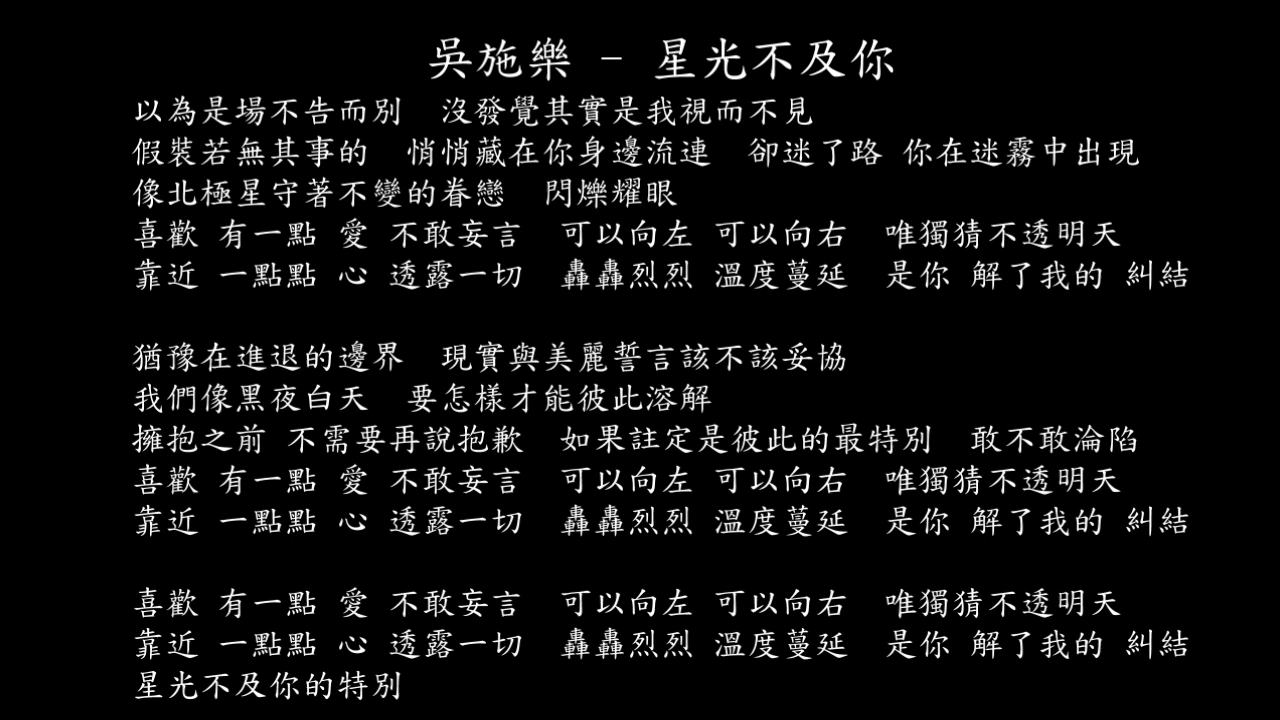 吳施樂 - 星光不及你
以為是場不告而別　沒發覺其實是我視而不見
假裝若無其事的　悄悄藏在你身邊流連　卻迷了路 你在迷霧中出現
像北極星守著不變的眷戀　閃爍耀眼
喜歡 有一點 愛 不敢妄言　可以向左 可以向右　唯獨猜不透明天
靠近 一點點 心 透露一切　轟轟烈烈 溫度蔓延　是你 解了我的 糾結
猶豫在進退的邊界　現實與美麗誓言該不該妥協
我們像黑夜白天　要怎樣才能彼此溶解
擁抱之前 不需要再說抱歉　如果註定是彼此的最特別　敢不敢淪陷
喜歡 有一點 愛 不敢妄言　可以向左 可以向右　唯獨猜不透明天
靠近 一點點 心 透露一切　轟轟烈烈 溫度蔓延　是你 解了我的 糾結
喜歡 有一點 愛 不敢妄言　可以向左 可以向右　唯獨猜不透明天
靠近 一點點 心 透露一切　轟轟烈烈 溫度蔓延　是你 解了我的 糾結
星光不及你的特別